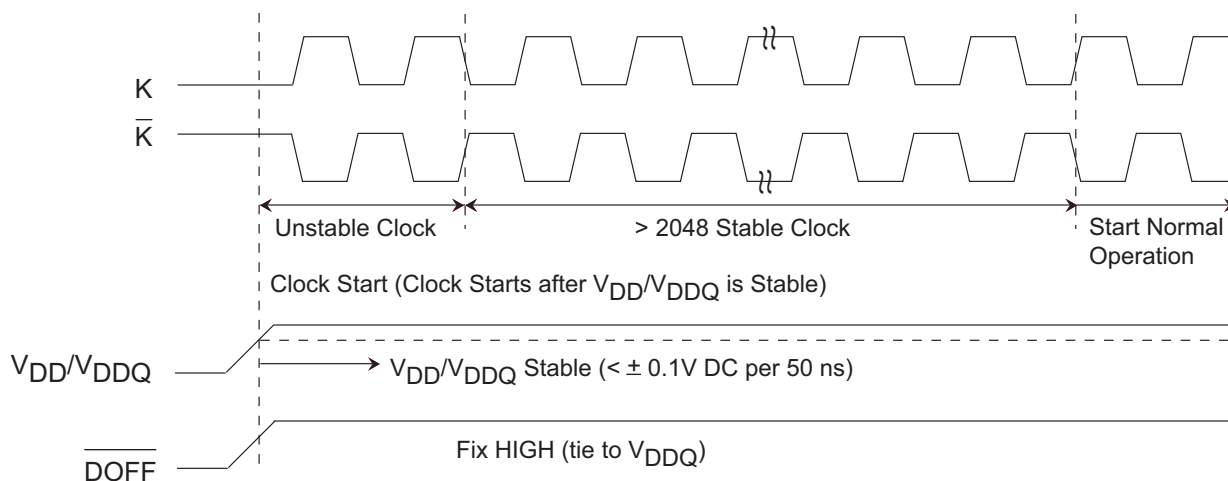 K
K̅
Unstable Clock
> 2048 Stable Clock
Start Normal
Operation
Clock Start (Clock Starts after VDD/VDDQ is Stable)
VDD/VDDQ
VDD/VDDQ Stable (< ± 0.1V DC per 50 ns)
D̅O̅F̅F̅
Fix HIGH (tie to VDDQ)